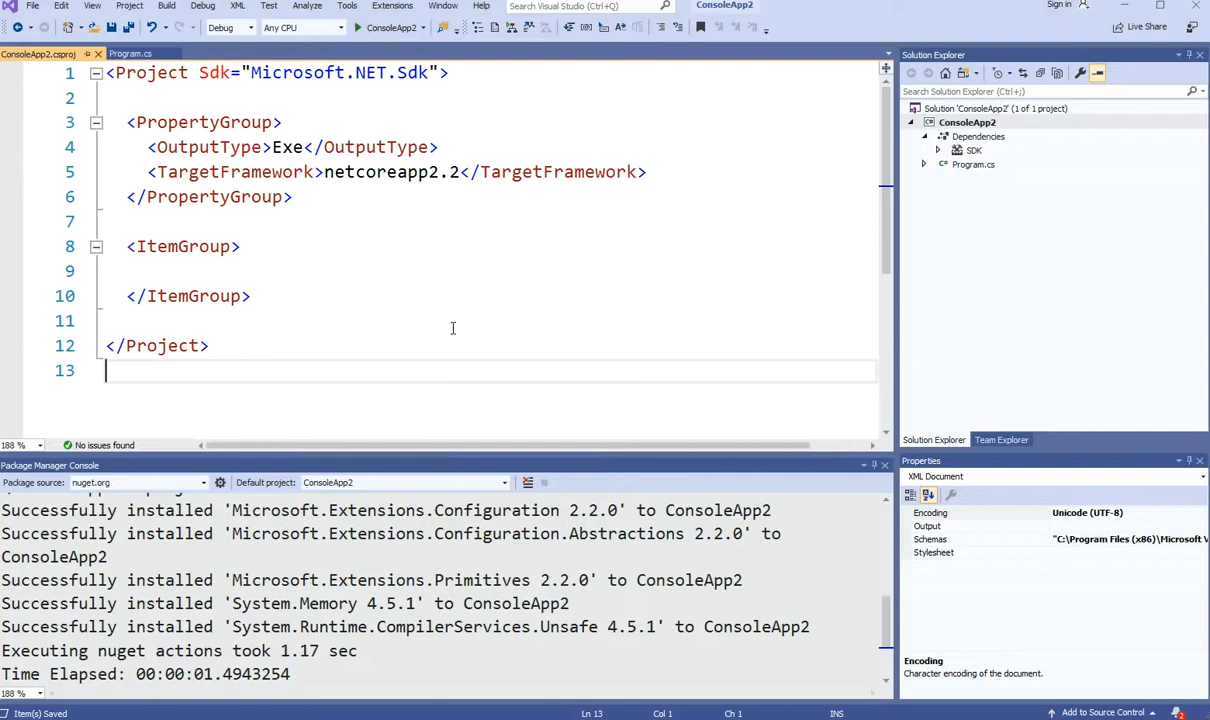 File Edit View Project Build Debug XML Test Analyze Tools Extensions Window Help Search Visual Studio (Ctrl+Q) ConsoleApp2 Sign in
Debug Any CPU ConsoleApp2 Live Share
ConsoleApp2.csproj Program.cs
1 <Project Sdk="Microsoft.NET.Sdk">
2
3 <PropertyGroup>
4 <OutputType>Exe</OutputType>
5 <TargetFramework>netcoreapp2.2</TargetFramework>
6 </PropertyGroup>
7
8 <ItemGroup>
9
10 </ItemGroup>
11
12 </Project>
13
188 % No issues found
Package Manager Console
Package source: nuget.org Default project: ConsoleApp2
Successfully installed 'Microsoft.Extensions.Configuration 2.2.0' to ConsoleApp2
Successfully installed 'Microsoft.Extensions.Configuration.Abstractions 2.2.0' to
ConsoleApp2
Successfully installed 'Microsoft.Extensions.Primitives 2.2.0' to ConsoleApp2
Successfully installed 'System.Memory 4.5.1' to ConsoleApp2
Successfully installed 'System.Runtime.CompilerServices.Unsafe 4.5.1' to ConsoleApp2
Executing nuget actions took 1.17 sec
Time Elapsed: 00:00:01.4943254
188 %
Solution Explorer
Search Solution Explorer (Ctrl+;)
Solution 'ConsoleApp2' (1 of 1 project)
C# ConsoleApp2
Dependencies
SDK
C# Program.cs
Solution Explorer Team Explorer
Properties
XML Document
Encoding Unicode (UTF-8)
Output
Schemas "C:\Program Files (x86)\Microsoft V
Stylesheet
Encoding
Character encoding of the document.
Item(s) Saved Ln 13 Col 1 Ch 1 INS Add to Source Control 2